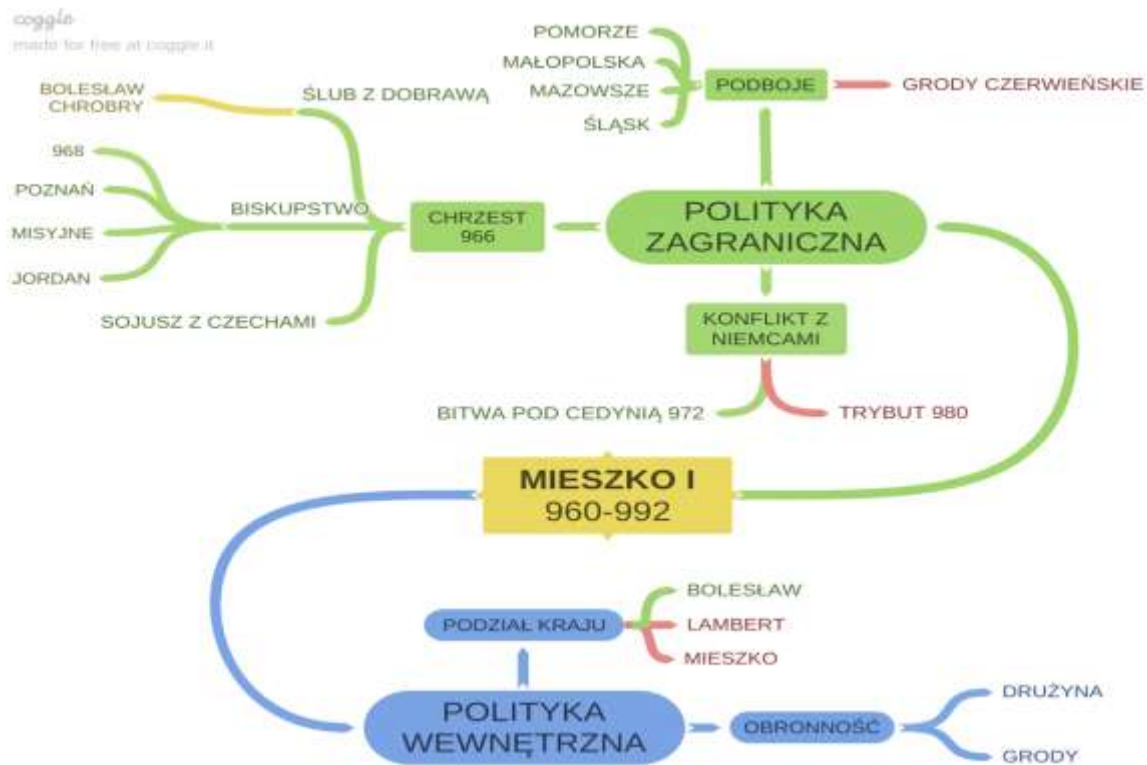 coggle
made for free at coggle.it
POMORZE
MAŁOPOLSKA
MAZOWSZE
ŚLĄSK
PODBOJE
GRODY CZERWIEŃSKIE
BOLESŁAW
CHROBRY
ŚLUB Z DOBRAWĄ
968
POZNAŃ
MISYJNE
JORDAN
BISKUPSTWO
CHRZEST
966
SOJUSZ Z CZECHAMI
POLITYKA
ZAGRANICZNA
KONFLIKT Z
NIEMCAMI
BITWA POD CEDYNIĄ 972
TRYBUT 980
MIESZKO I
960-992
PODZIAŁ KRAJU
BOLESŁAW
LAMBERT
MIESZKO
POLITYKA
WEWNĘTRZNA
OBRONNOŚĆ
DRUŻYNA
GRODY